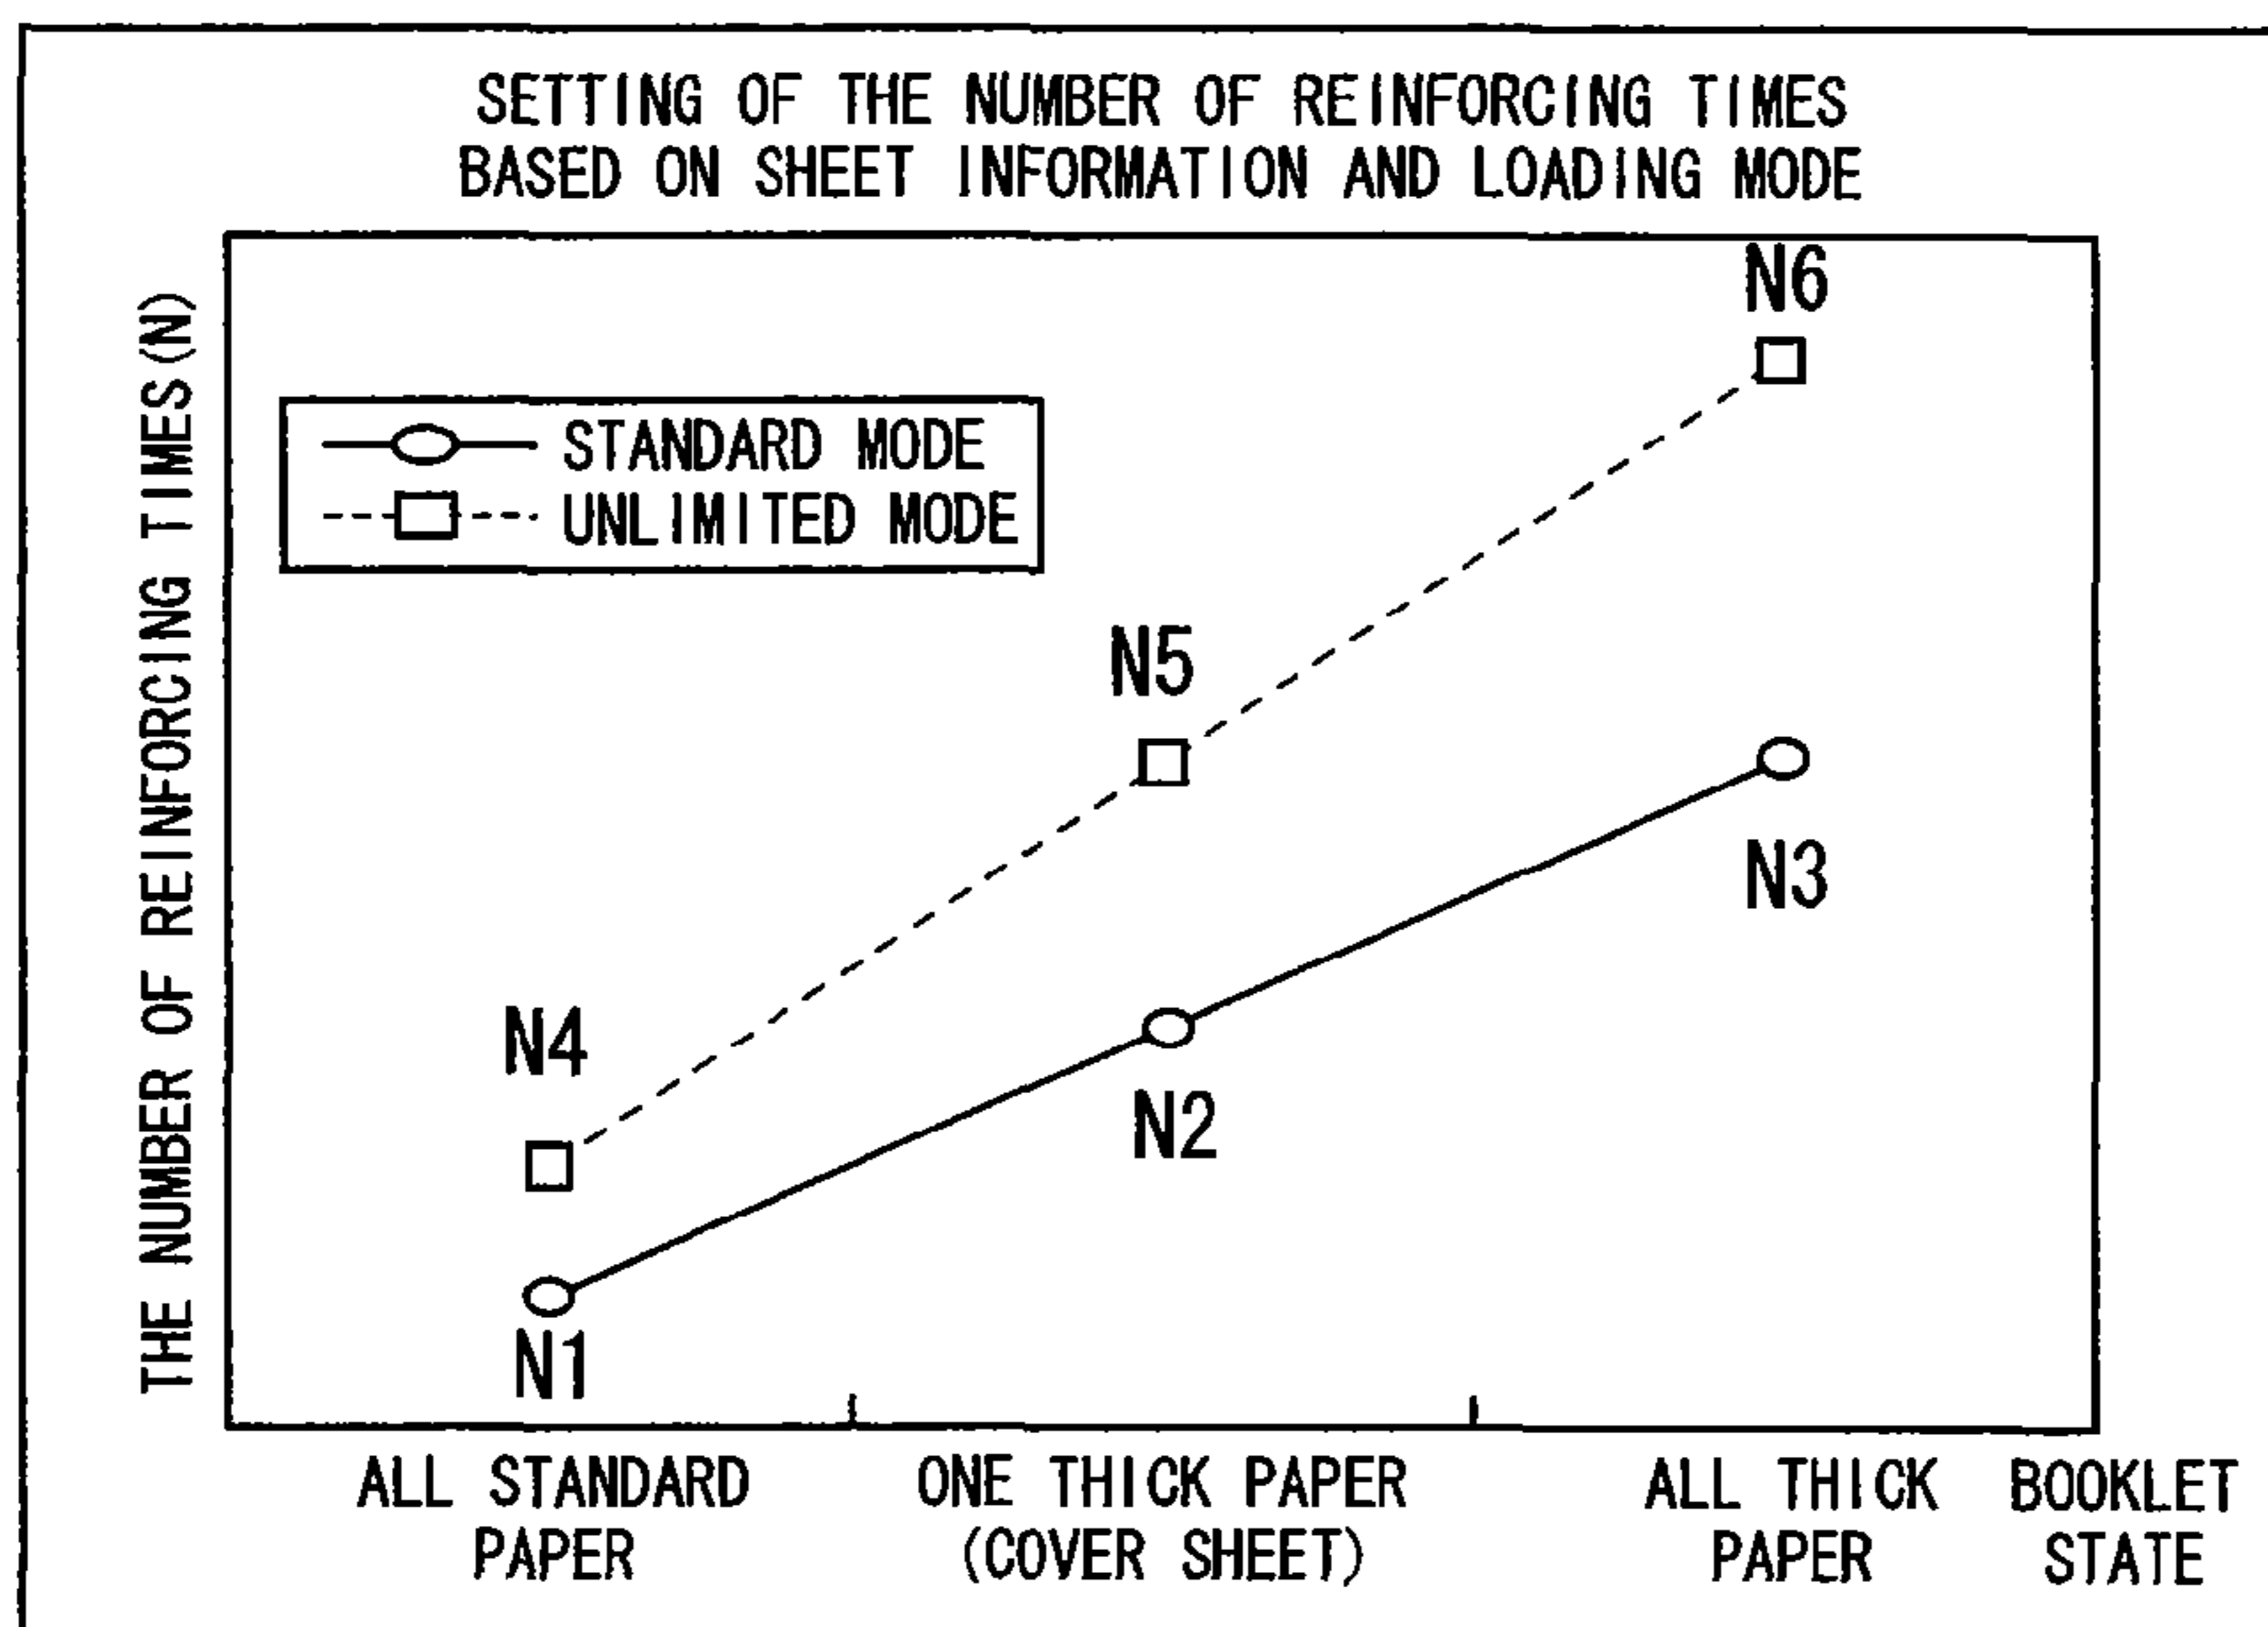 SETTING OF THE NUMBER OF REINFORCING TIMES
BASED ON SHEET INFORMATION AND LOADING MODE
THE NUMBER OF REINFORCING TIMES(N)
STANDARD MODE
UNLIMITED MODE
N6
N5
N3
N4
N2
N1
ALL STANDARD
PAPER
ONE THICK PAPER
(COVER SHEET)
ALL THICK
PAPER
BOOKLET
STATE